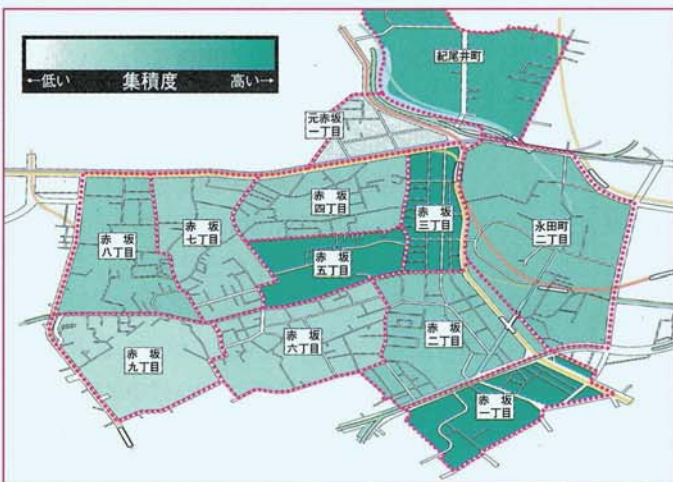 ←低い 集積度 高い→
紀尾井町
元赤坂
一丁目
赤坂
四丁目
赤坂
三丁目
永田町
二丁目
赤坂
八丁目
赤坂
七丁目
赤坂
五丁目
赤坂
九丁目
赤坂
六丁目
赤坂
二丁目
赤坂
一丁目